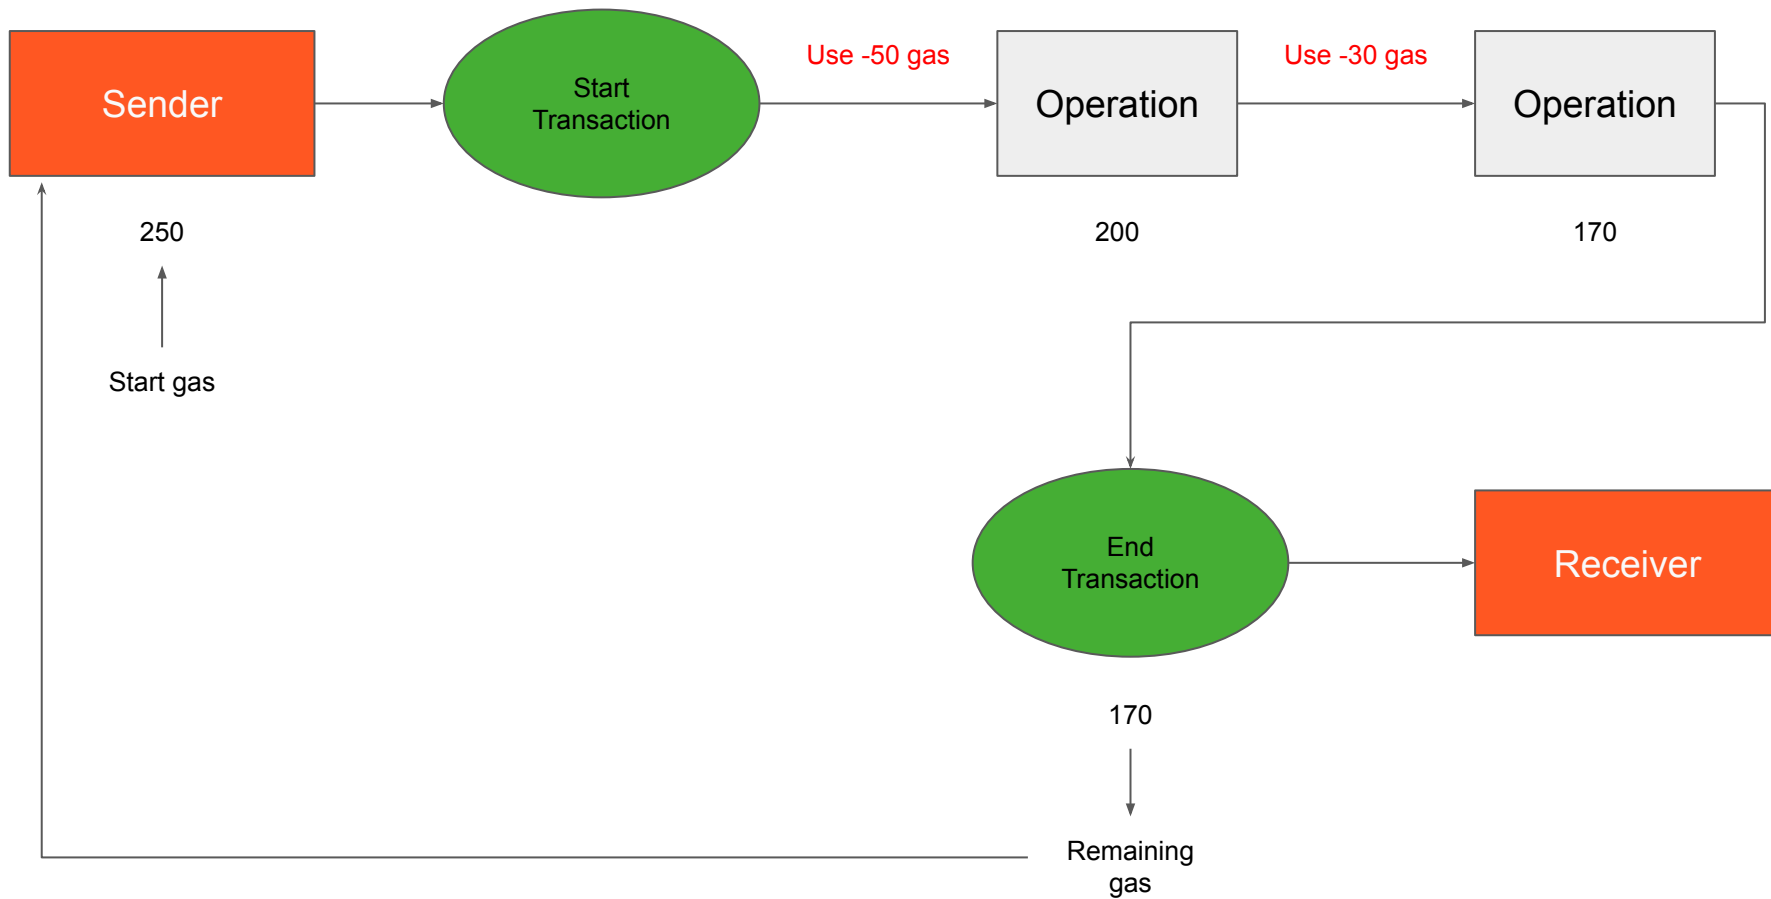 Sender
Start
Transaction
Use -50 gas
Operation
Use -30 gas
Operation
250
200
170
Start gas
End
Transaction
Receiver
170
Remaining
gas